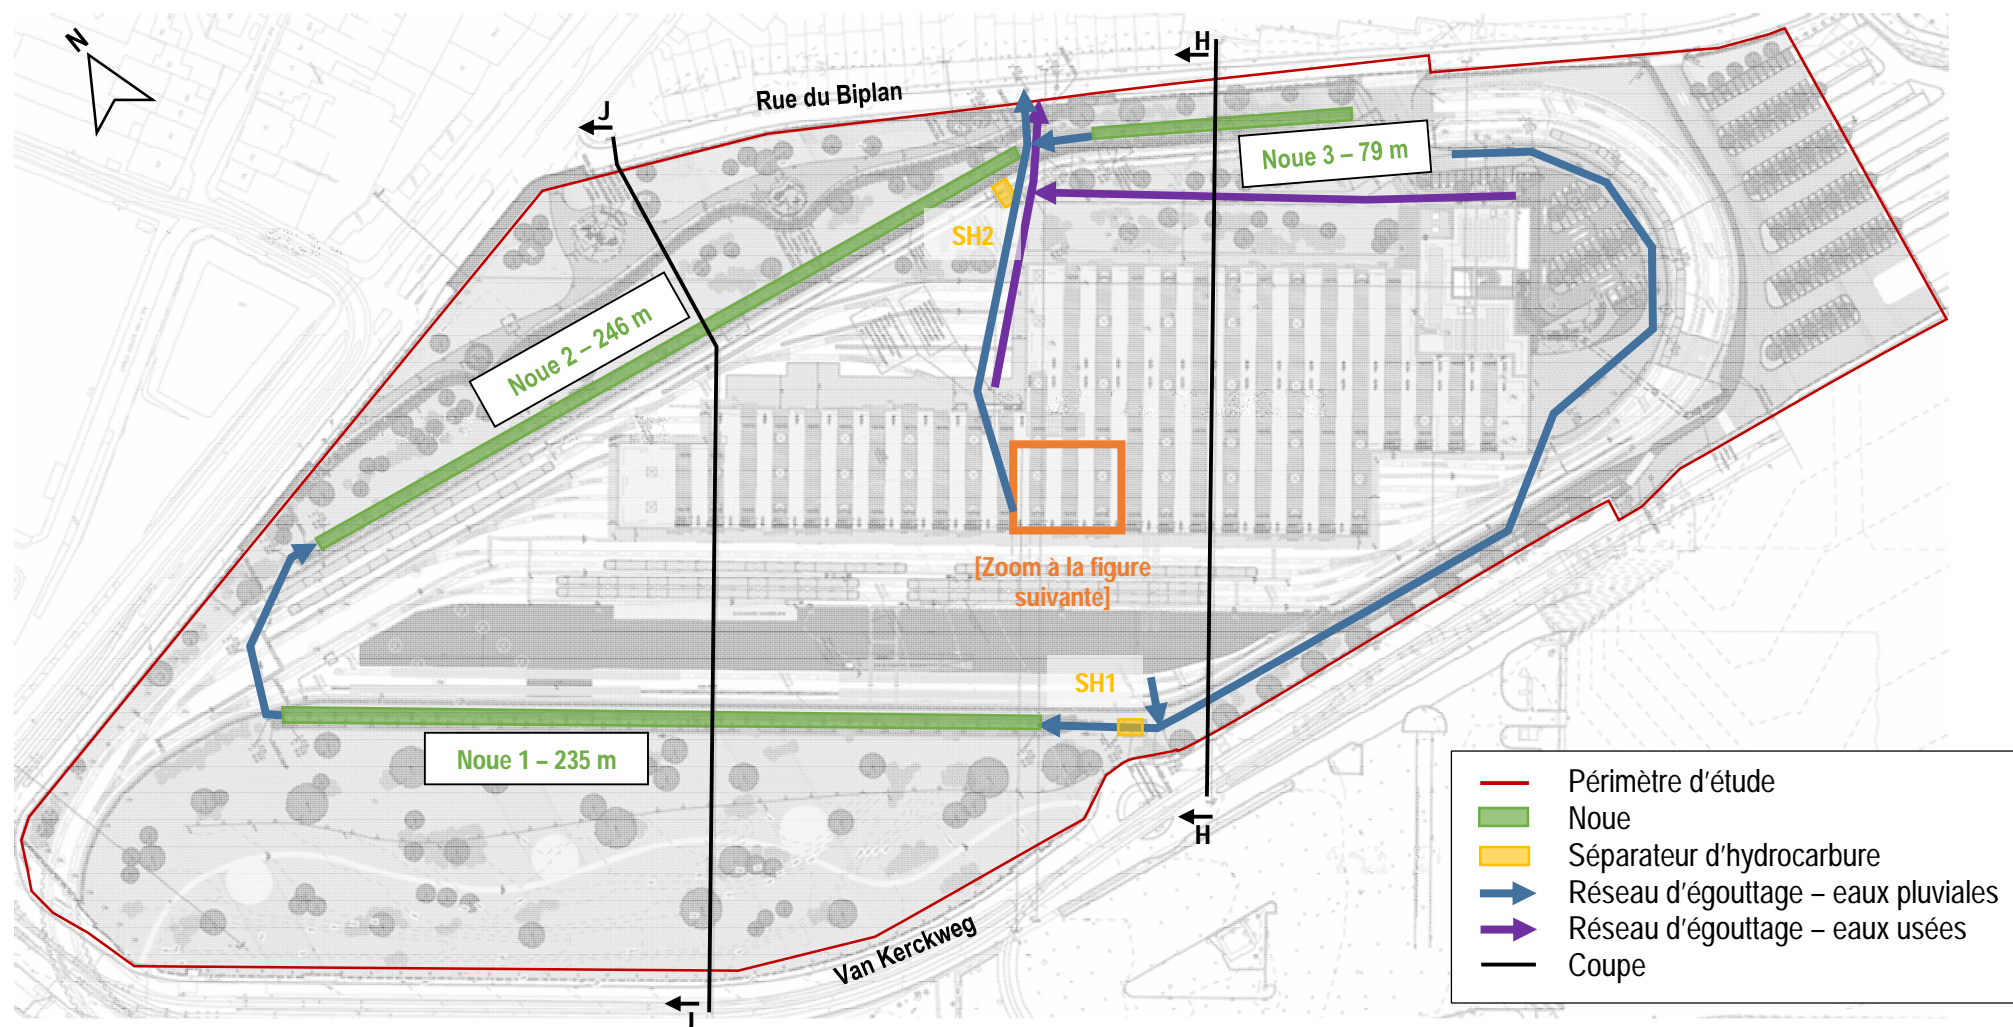 N
H
J
Rue du Biplan
Noue 3 – 79 m
SH2
Noue 2 – 246 m
[Zoom à la figure
suivante]
SH1
Noue 1 – 235 m
H
Van Kerckweg
J
Périmètre d'étude
Noue
Séparateur d'hydrocarbure
Réseau d'égouttage – eaux pluviales
Réseau d'égouttage – eaux usées
Coupe